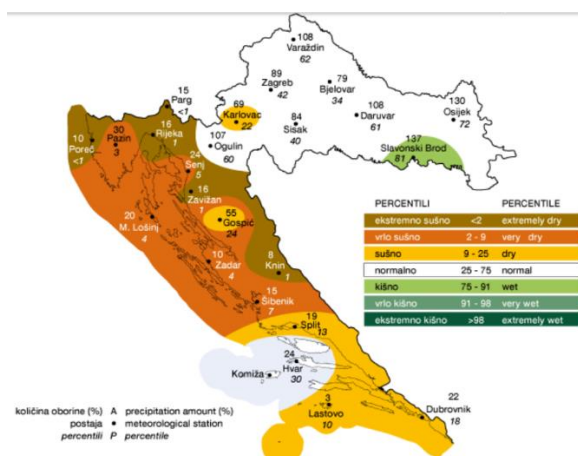 108
Varaždin
62
89
Zagreb
42
79
Bjelovar
34
15
Parg
<1
69
Karlovac
22
108
Daruvar
61
130
Osijek
72
30
Pazin
3
16
Rijeka
1
84
Sisak
40
10
Poreč
<1
107
Ogulin
60
137
Slavonski Brod
81
24
Senj
5
16
Zavižan
1
20
M. Lošinj
4
55
Gospić
24
10
Zadar
4
8
Knin
1
15
Šibenik
7
19
Split
13
24
Hvar
30
Komiža
3
Lastovo
10
22
Dubrovnik
18
PERCENTILI PERCENTILE
ekstremno sušno <2 extremely dry
vrlo sušno 2 - 9 very dry
sušno 9 - 25 dry
normalno 25 - 75 normal
kišno 75 - 91 wet
vrlo kišno 91 - 98 very wet
ekstremno kišno >98 extremely wet
količina oborine (%) A precipitation amount (%)
postaja • meteorological station
percentili P percentile